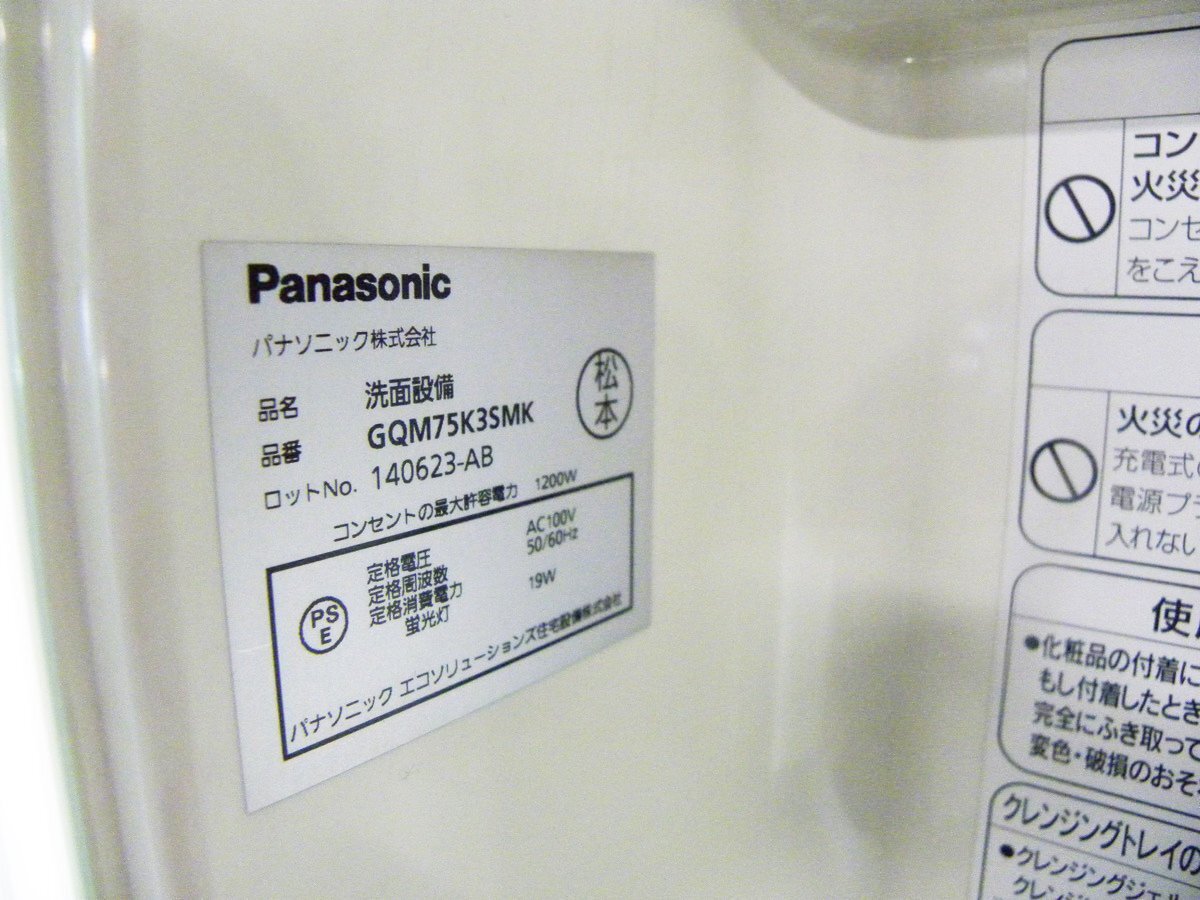 Panasonic
パナソニック株式会社
品名 洗面設備
品番 GQM75K3SMK
ロットNo. 140623-AB
松本
コンセントの最大許容電力 1200W
定格電圧 AC100V
定格周波数 50/60Hz
定格消費電力
蛍光灯 19W
PS
E
パナソニック エコソリューションズ住宅設備株式会社
コン
火災
コンセ
をこえ
火災の
充電式
電源プ
入れない
使
●化粧品の付着に
もし付着したとき
完全にふき取って
変色・破損のおそ
クレンジングトレイの
●クレンジングジェル
クレンジ